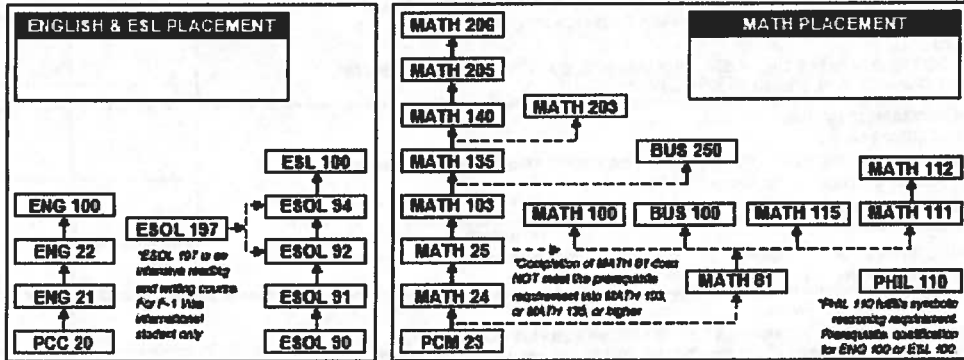 ENGLISH & ESL PLACEMENT
ESL 100
ENG 100
ESOL 94
ESOL 197
ENG 22
ESOL 92
*ESOL 197 is an
intensive reading
and writing course
For F-1 Visa
international
student only
ENG 21
ESOL 91
PCC 20
ESOL 90
MATH PLACEMENT
MATH 206
MATH 205
MATH 140
MATH 203
MATH 135
BUS 250
MATH 112
MATH 103
MATH 100
BUS 100
MATH 115
MATH 111
MATH 25
*Completion of MATH 81 does
NOT meet the prerequisite
requirement into MATH 103,
or MATH 135, or higher
MATH 81
PHIL 110
MATH 24
*PHIL 110 fulfills symbolic
reasoning requirement.
Prerequisite: qualification
for ENG 100 or ESL 100.
PCM 23